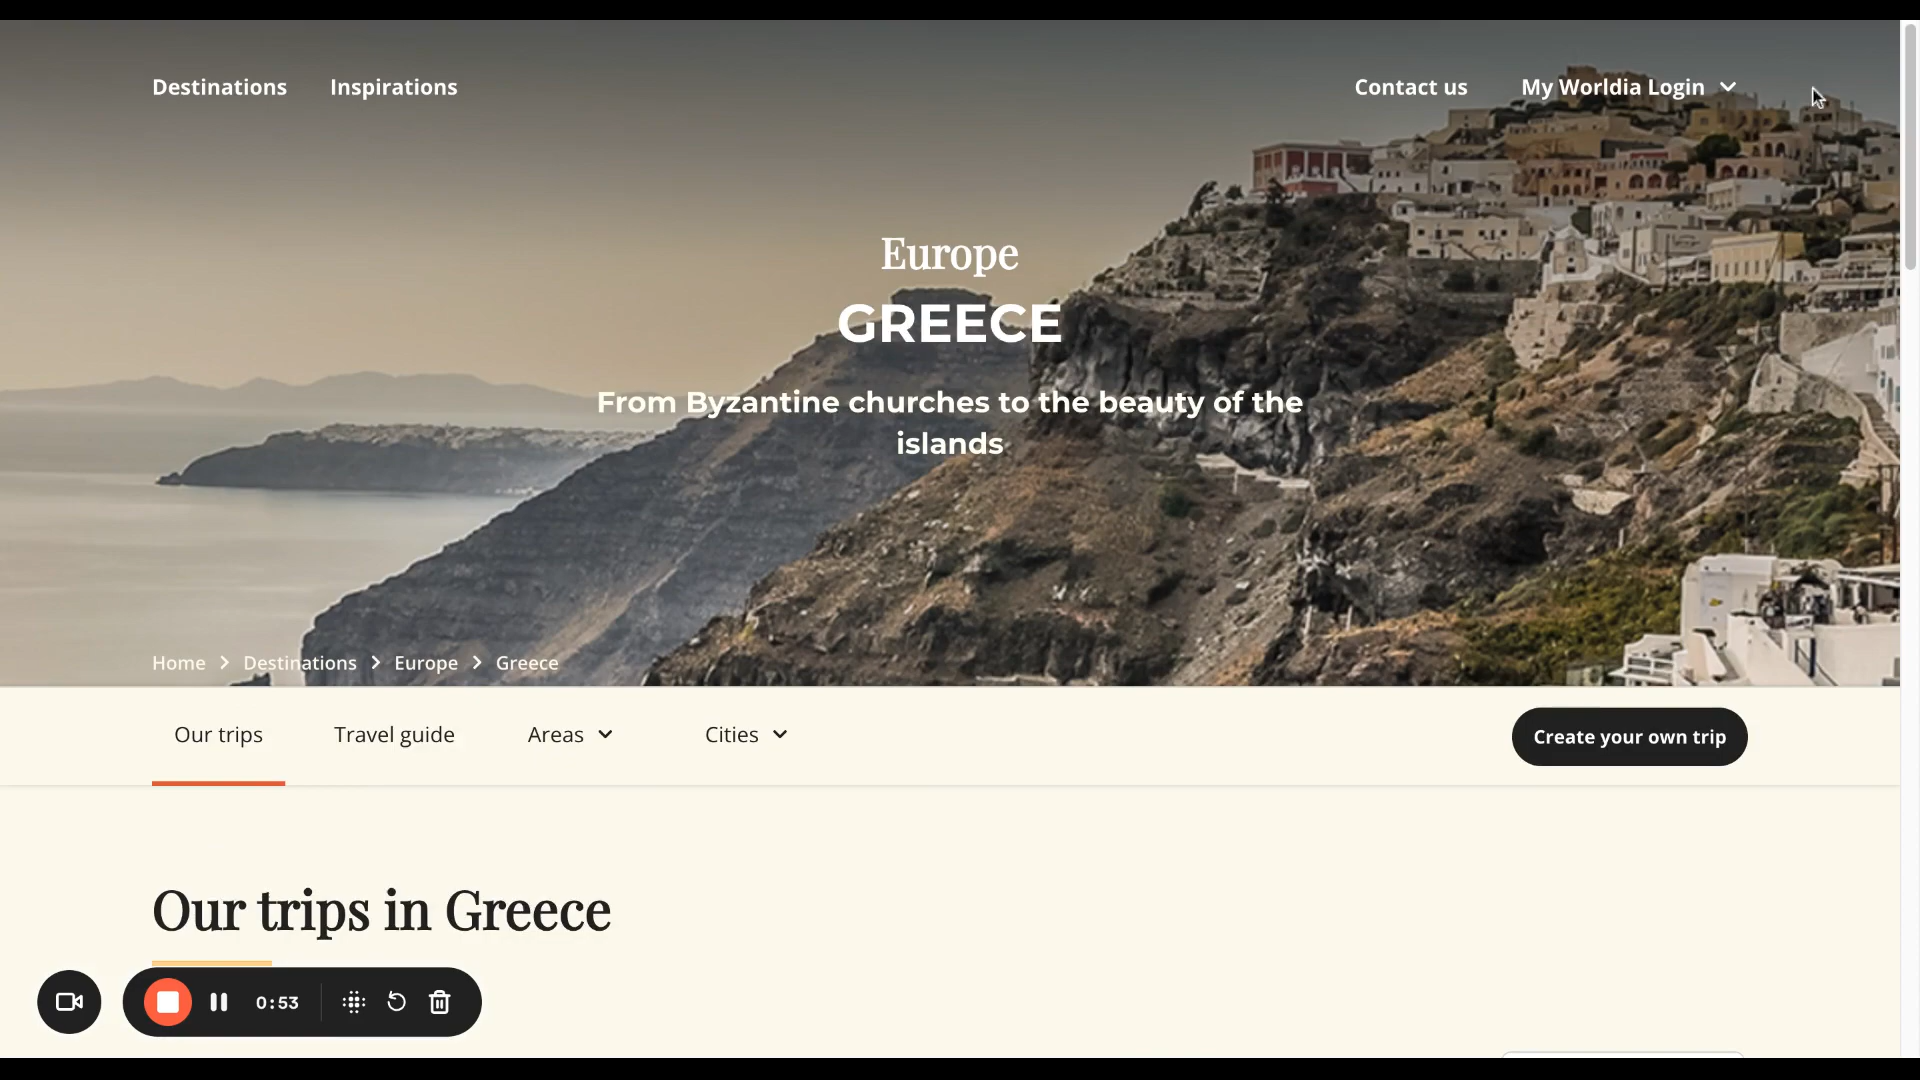 Destinations
Inspirations
Contact us
My Worldia Login
Europe
GREECE
From Byzantine churches to the beauty of the
islands
Home
Destinations
Europe
Greece
Our trips
Travel guide
Areas
Cities
Create your own trip
Our trips in Greece
0:53